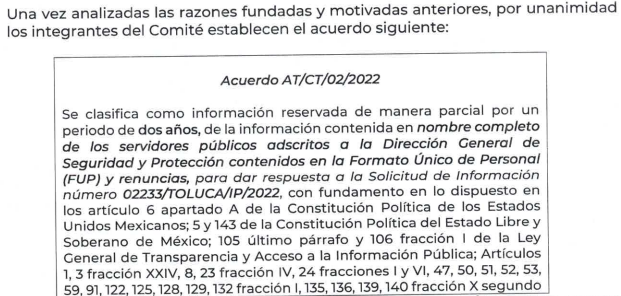 Una vez analizadas las razones fundadas y motivadas anteriores, por unanimidad
los integrantes del Comité establecen el acuerdo siguiente:
Acuerdo AT/CT/02/2022
Se clasifica como información reservada de manera parcial por un
periodo de dos años, de la información contenida en nombre completo
de los servidores públicos adscritos a la Dirección General de
Seguridad y Protección contenidos en la Formato Único de Personal
(FUP) y renuncias, para dar respuesta a la Solicitud de Información
número 02233/TOLUCA/IP/2022, con fundamento en lo dispuesto en
los artículo 6 apartado A de la Constitución Política de los Estados
Unidos Mexicanos; 5 y 143 de la Constitución Política del Estado Libre y
Soberano de México; 105 último párrafo y 106 fracción I de la Ley
General de Transparencia y Acceso a la Información Pública; Artículos
1, 3 fracción XXIV, 8, 23 fracción IV, 24 fracciones I y VI, 47, 50, 51, 52, 53,
59, 91, 122, 125, 128, 129, 132 fracción I, 135, 136, 139, 140 fracción X segundo